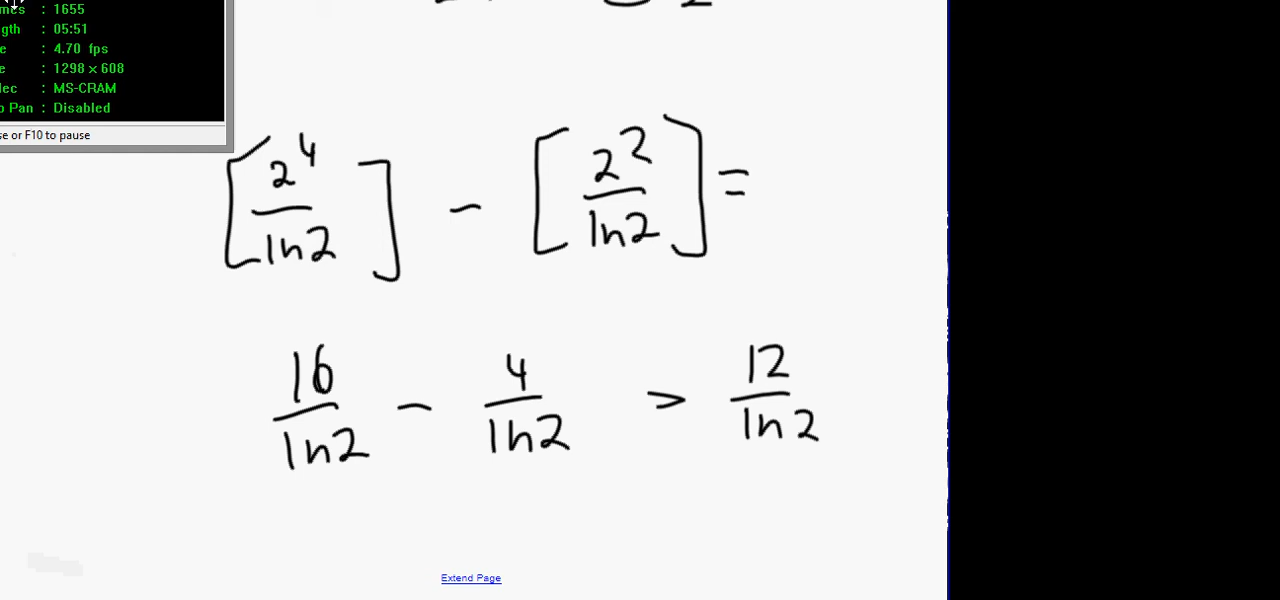 mes : 1655
gth : 05:51
e : 4.70 fps
e : 1298 x 608
lec : MS-CRAM
o Pan : Disabled
se or F10 to pause
[2^4/ln2] - [2^2/ln2] =
16/ln2 - 4/ln2 > 12/ln2
Extend Page